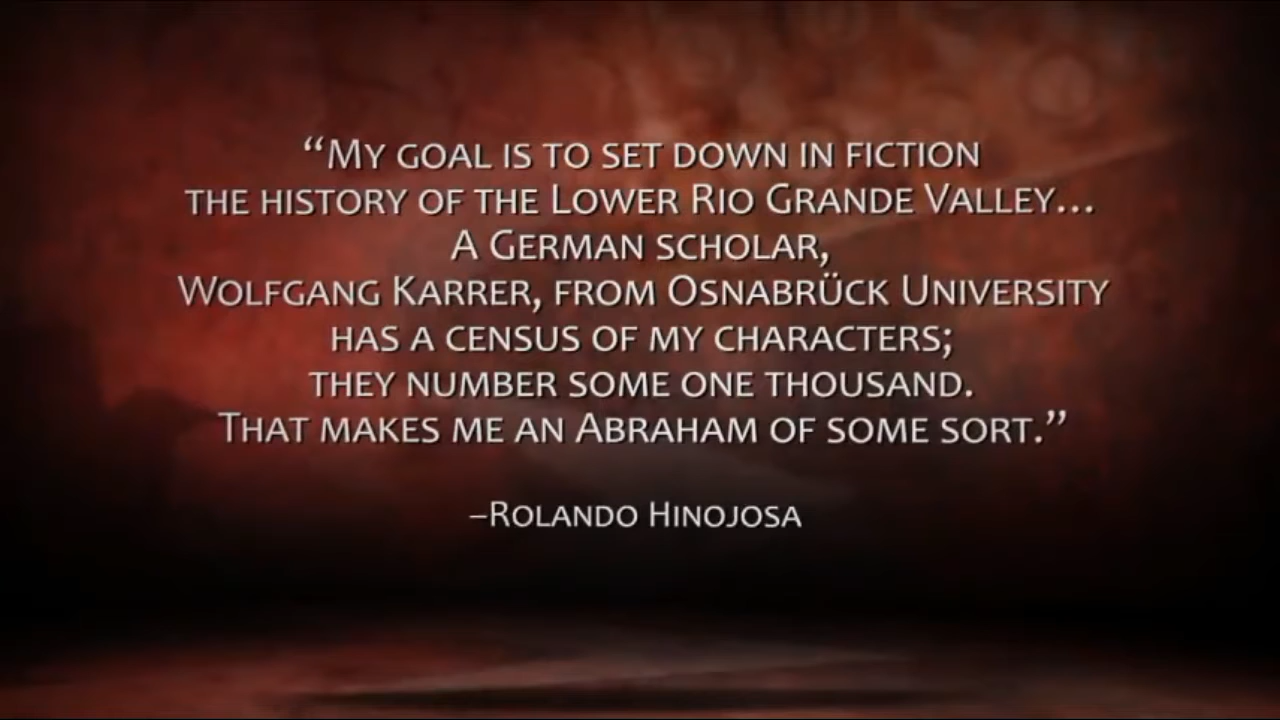 “My goal is to set down in fiction
the history of the Lower Rio Grande Valley...
A German scholar,
Wolfgang Karrer, from Osnabrück University
has a census of my characters;
they number some one thousand.
That makes me an Abraham of some sort.”
–Rolando Hinojosa